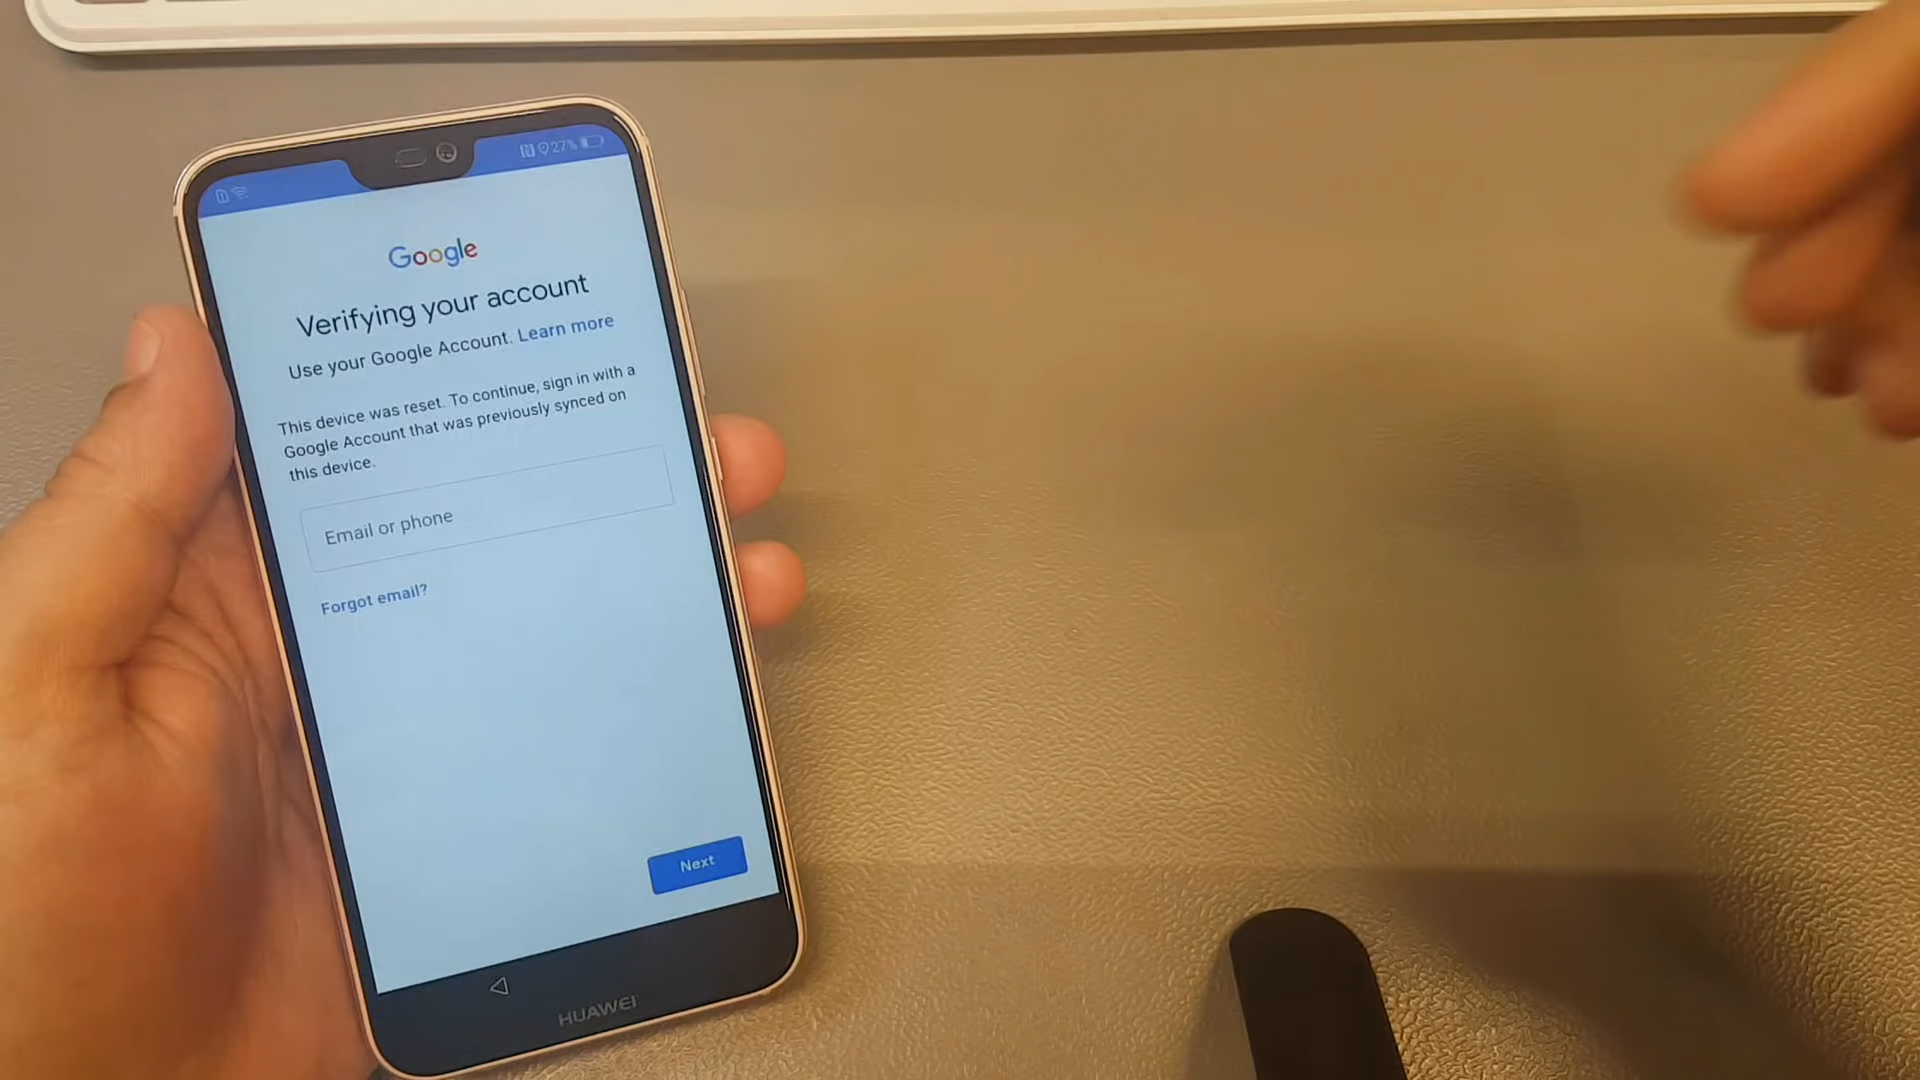 27%
Google
Verifying your account
Use your Google Account. Learn more
This device was reset. To continue, sign in with a
Google Account that was previously synced on
this device.
Email or phone
Forgot email?
Next
HUAWEI